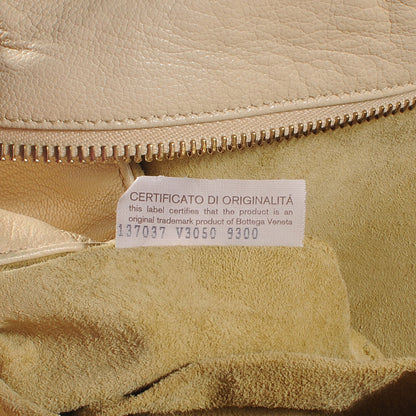 CERTIFICATO DI ORIGINALITÀ
this label certifies that the product is an
original trademark product of Bottega Veneta
137037 V3050 9300